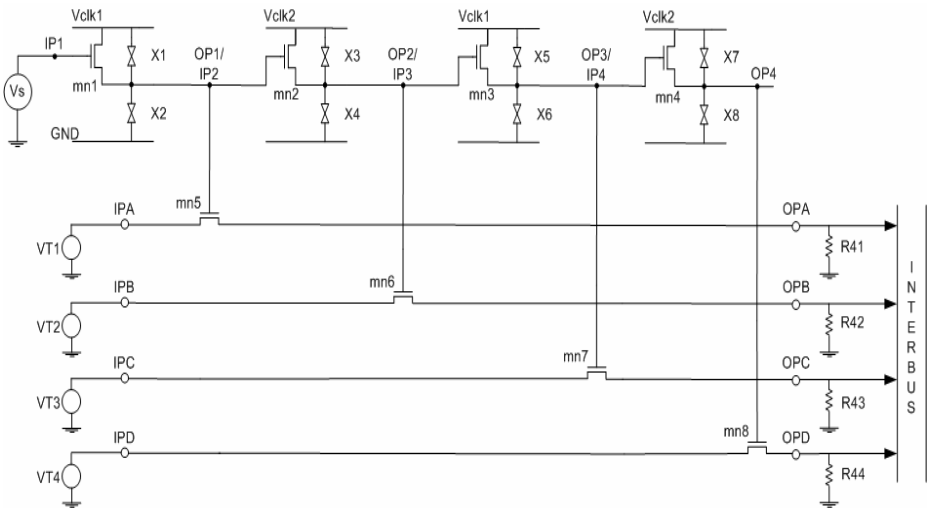 Vclk1
Vclk2
Vclk1
Vclk2
IP1
X1
OP1/
IP2
X3
OP2/
IP3
X5
OP3/
IP4
X7
OP4
mn1
mn2
mn3
mn4
Vs
X2
X4
X6
X8
GND
mn5
IPA
OPA
VT1
R41
mn6
IPB
OPB
VT2
R42
mn7
IPC
OPC
VT3
R43
mn8
IPD
OPD
VT4
R44
INTERBUS